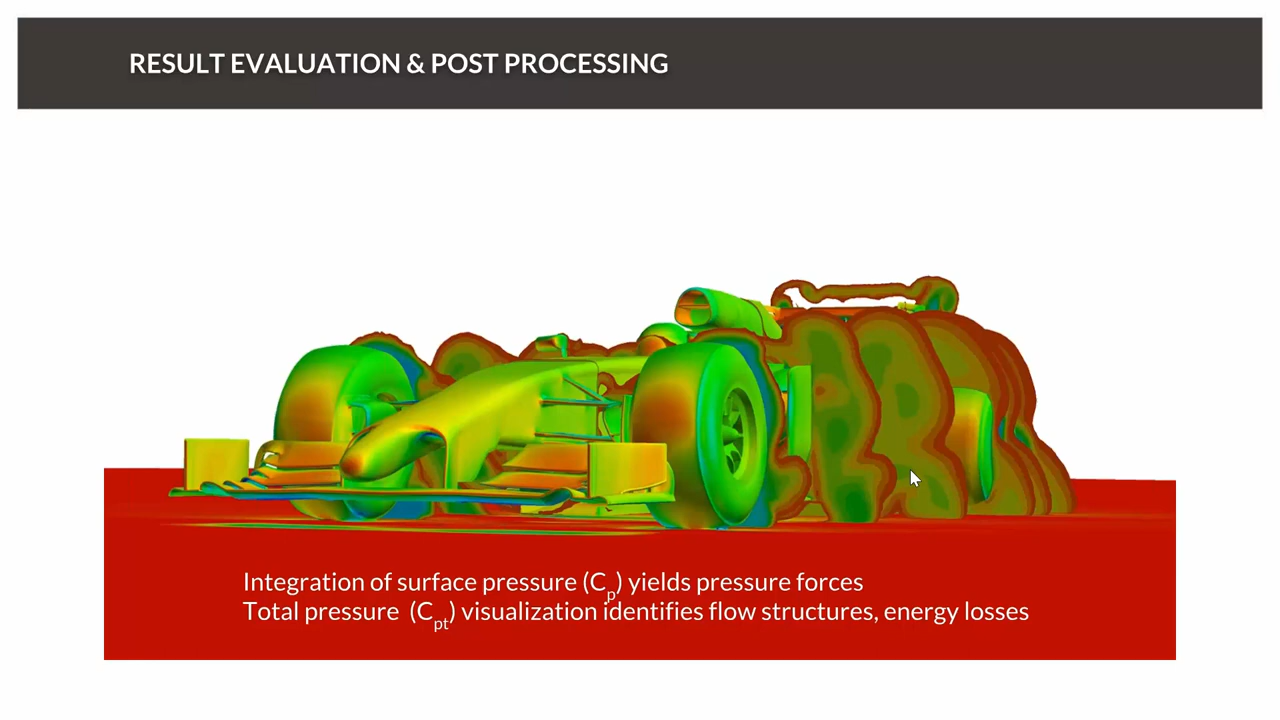 RESULT EVALUATION & POST PROCESSING
Integration of surface pressure (Cp) yields pressure forces
Total pressure (Cpt) visualization identifies flow structures, energy losses